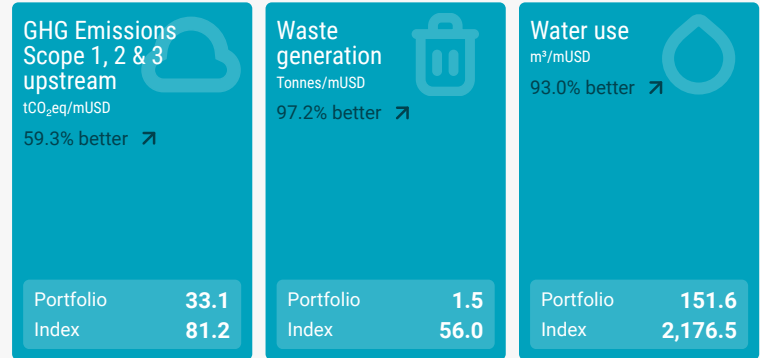 GHG Emissions
Scope 1, 2 & 3
upstream
tCO₂eq/mUSD
59.3% better
Portfolio 33.1
Index 81.2
Waste
generation
Tonnes/mUSD
97.2% better
Portfolio 1.5
Index 56.0
Water use
m³/mUSD
93.0% better
Portfolio 151.6
Index 2,176.5